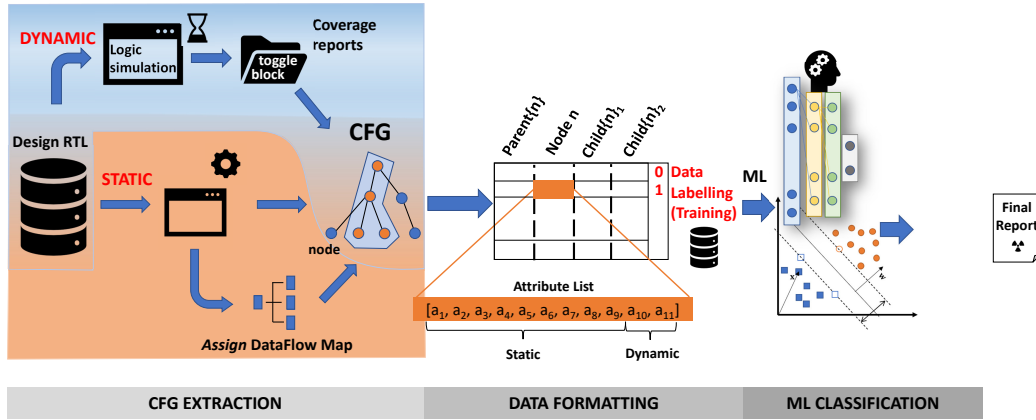 DYNAMIC
Logic
simulation
Coverage
reports
toggle
block
Design RTL
STATIC
CFG
node
Assign DataFlow Map
Parent{n}
Node n
Child{n}₁
Child{n}₂
0
1
Data
Labelling
(Training)
Attribute List
[a₁, a₂, a₃, a₄, a₅, a₆, a₇, a₈, a₉, a₁₀, a₁₁]
Static
Dynamic
ML
x
w
Final
Report
CFG EXTRACTION
DATA FORMATTING
ML CLASSIFICATION